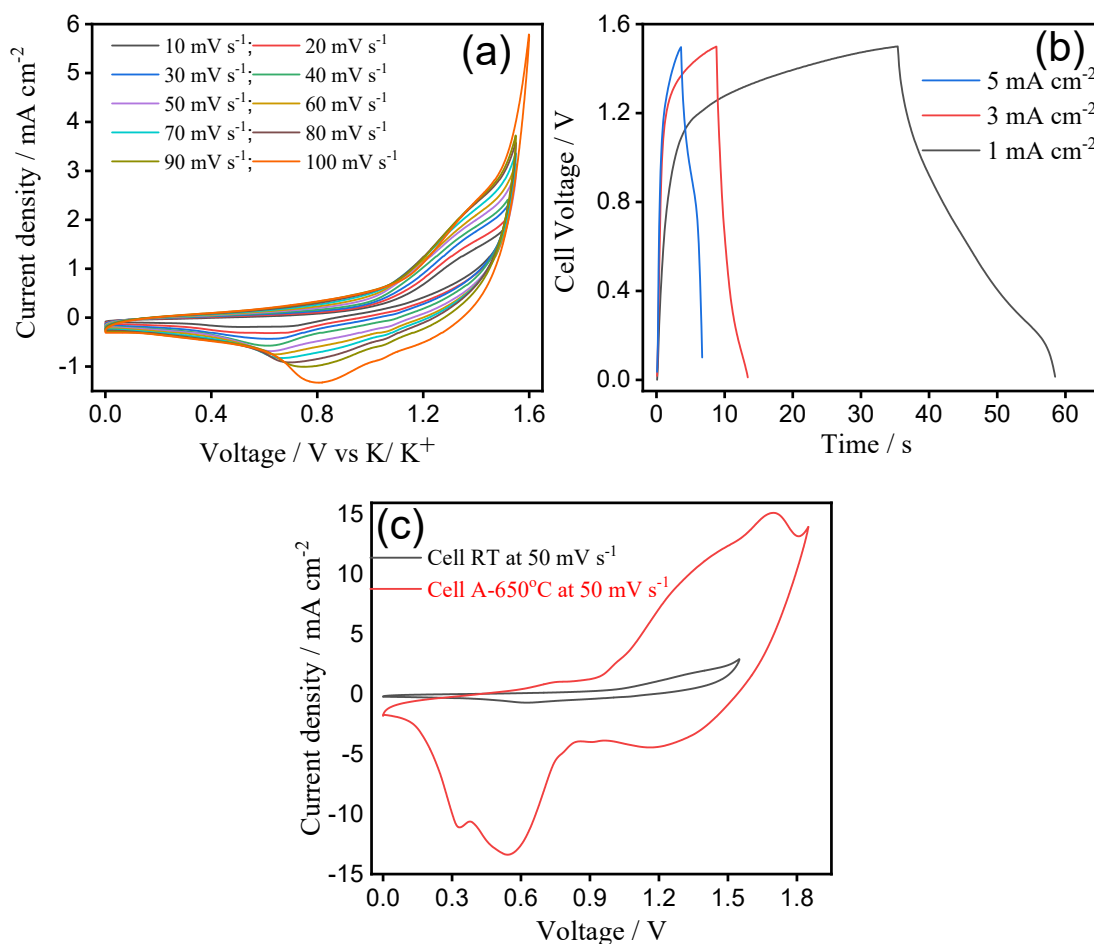 (a)
10 mV s⁻¹; 20 mV s⁻¹
30 mV s⁻¹; 40 mV s⁻¹
50 mV s⁻¹; 60 mV s⁻¹
70 mV s⁻¹; 80 mV s⁻¹
90 mV s⁻¹; 100 mV s⁻¹
6
5
4
3
2
1
0
-1
Current density / mA cm⁻²
0.0 0.4 0.8 1.2 1.6
Voltage / V vs K/ K⁺
(b)
5 mA cm⁻²
3 mA cm⁻²
1 mA cm⁻²
1.6
1.2
0.8
0.4
0.0
Cell Voltage / V
0 10 20 30 40 50 60
Time / s
(c)
Cell RT at 50 mV s⁻¹
Cell A-650°C at 50 mV s⁻¹
15
10
5
0
-5
-10
-15
Current density / mA cm⁻²
0.0 0.3 0.6 0.9 1.2 1.5 1.8
Voltage / V